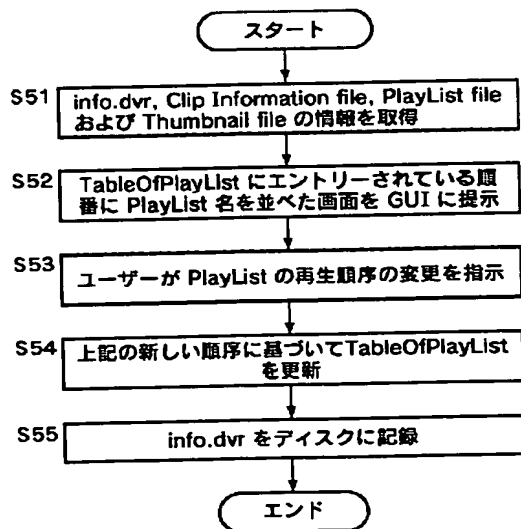 スタート
S51
info.dvr, Clip Information file, PlayList file
および Thumbnail file の情報を取得
S52
TableOfPlayList にエントリーされている順
番に PlayList 名を並べた画面を GUI に提示
S53
ユーザーが PlayList の再生順序の変更を指示
S54
上記の新しい順序に基づいてTableOfPlayList
を更新
S55
info.dvr をディスクに記録
エンド